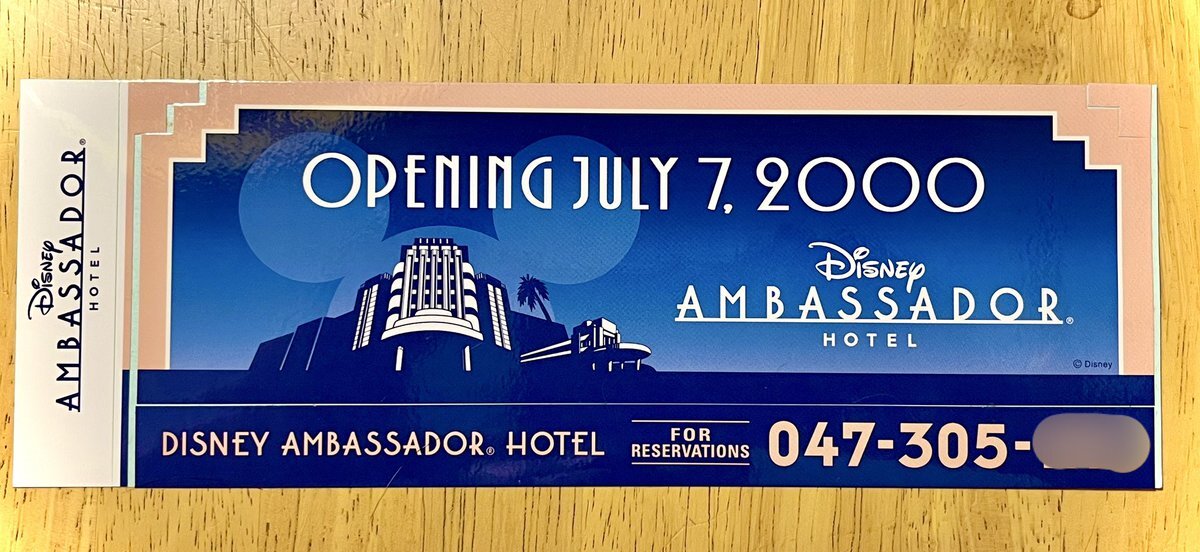 Disney
AMBASSADOR®
HOTEL
OPENING JULY 7, 2000
Disney
AMBASSADOR®
HOTEL
© Disney
DISNEY AMBASSADOR® HOTEL
FOR
RESERVATIONS
047-305-